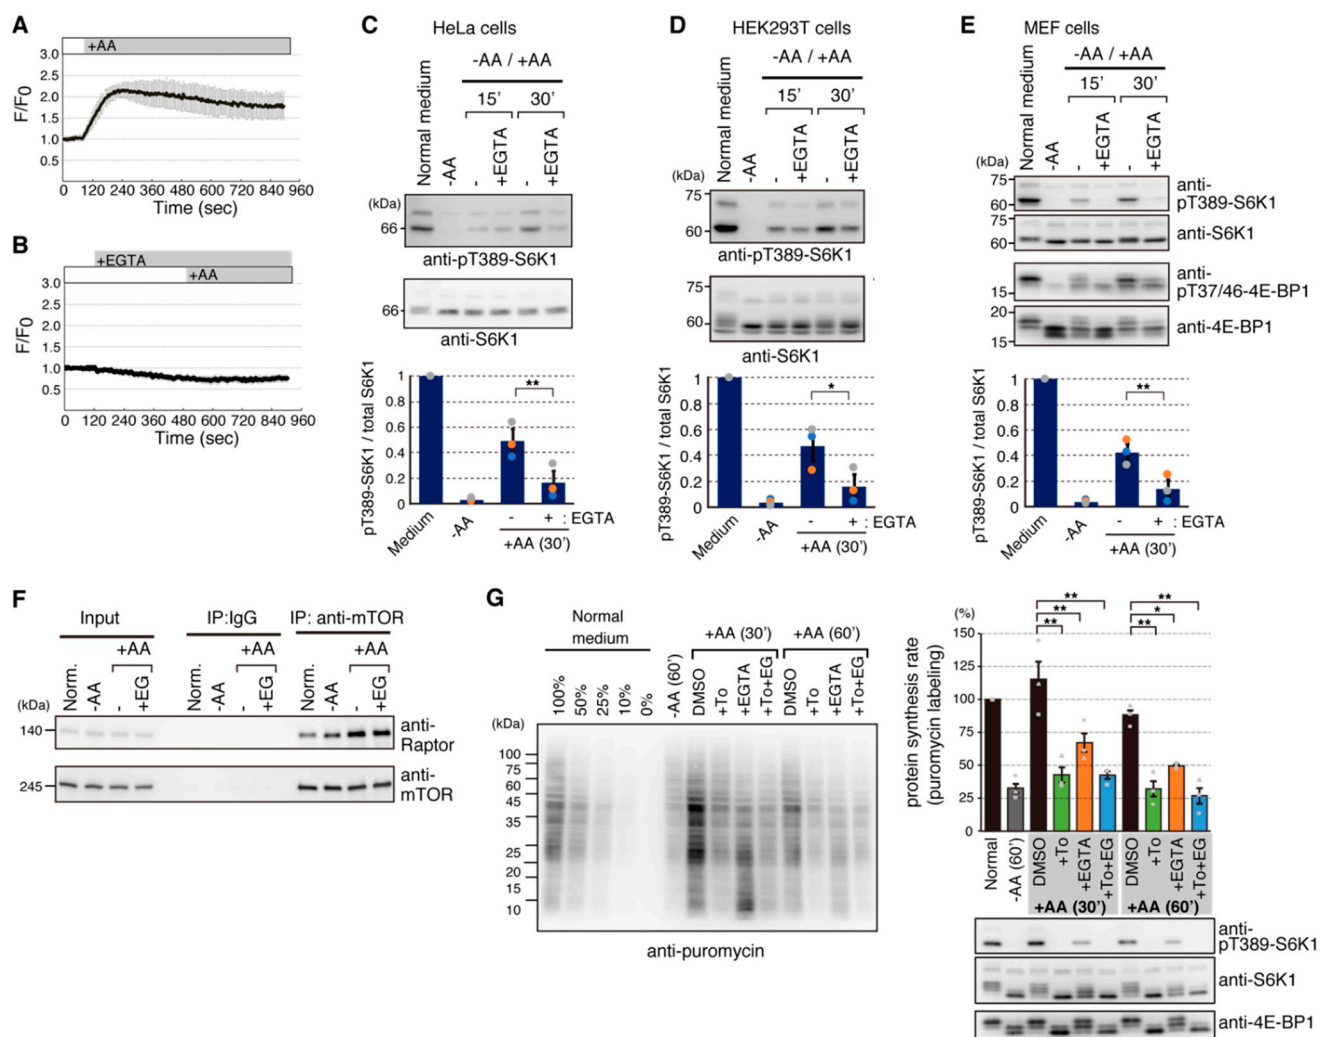 A
+AA
3.0
2.5
2.0
1.5
1.0
0.5
F/F0
0 120 240 360 480 600 720 840 960
Time (sec)
B
+EGTA
+AA
3.0
2.5
2.0
1.5
1.0
0.5
F/F0
0 120 240 360 480 600 720 840 960
Time (sec)
C
HeLa cells
-AA / +AA
15' 30'
Normal medium
-AA
-
+EGTA
-
+EGTA
(kDa)
66
anti-pT389-S6K1
66
anti-S6K1
pT389-S6K1 / total S6K1
1
0.8
0.6
0.4
0.2
0
**
Medium
-AA
- + : EGTA
+AA (30')
D
HEK293T cells
-AA / +AA
15' 30'
Normal medium
-AA
-
+EGTA
-
+EGTA
(kDa)
75
60
anti-pT389-S6K1
75
60
anti-S6K1
pT389-S6K1 / total S6K1
1
0.8
0.6
0.4
0.2
0
*
Medium
-AA
- + : EGTA
+AA (30')
E
MEF cells
-AA / +AA
15' 30'
Normal medium
-AA
-
+EGTA
-
+EGTA
(kDa)
75
60
anti-
pT389-S6K1
75
60
anti-S6K1
15
anti-
pT37/46-4E-BP1
20
15
anti-4E-BP1
pT389-S6K1 / total S6K1
1
0.8
0.6
0.4
0.2
0
**
Medium
-AA
- + : EGTA
+AA (30')
F
Input IP:IgG IP: anti-mTOR
+AA +AA +AA
Norm. -AA - +EG Norm. -AA - +EG Norm. -AA - +EG
(kDa)
140
anti-
Raptor
245
anti-
mTOR
G
Normal
medium
+AA (30') +AA (60')
100% 50% 25% 10% 0% -AA (60') DMSO +To +EGTA +To+EG DMSO +To +EGTA +To+EG
(kDa)
100
75
60
45
35
25
20
15
10
anti-puromycin
(%)
150
125
100
75
50
25
0
protein synthesis rate
(puromycin labeling)
** **
** *
** **
Normal -AA (60') DMSO +To +EGTA +To+EG DMSO +To +EGTA +To+EG
+AA (30') +AA (60')
anti-
pT389-S6K1
anti-S6K1
anti-4E-BP1